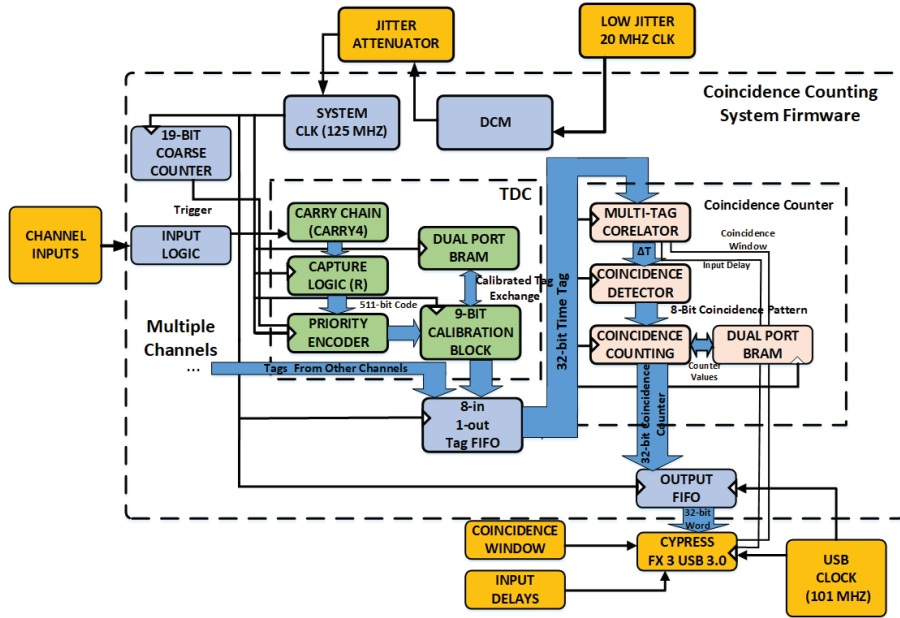 JITTER
ATTENUATOR
LOW JITTER
20 MHZ CLK
Coincidence Counting
System Firmware
SYSTEM
CLK (125 MHZ)
DCM
19-BIT
COARSE
COUNTER
Trigger
CHANNEL
INPUTS
INPUT
LOGIC
TDC
CARRY CHAIN
(CARRY4)
DUAL PORT
BRAM
CAPTURE
LOGIC (R)
Calibrated Tag
Exchange
511-bit Code
PRIORITY
ENCODER
9-BIT
CALIBRATION
BLOCK
Multiple
Channels
...
Tags From Other Channels
8-in
1-out
Tag FIFO
32-bit Time Tag
Coincidence Counter
MULTI-TAG
CORELATOR
Coincidence
Window
ΔT
Input Delay
COINCIDENCE
DETECTOR
8-Bit Coincidence Pattern
COINCIDENCE
COUNTING
DUAL PORT
BRAM
Counter
Values
32-bit Coincidence
Counter
OUTPUT
FIFO
32-bit
Word
COINCIDENCE
WINDOW
CYPRESS
FX 3 USB 3.0
INPUT
DELAYS
USB
CLOCK
(101 MHZ)